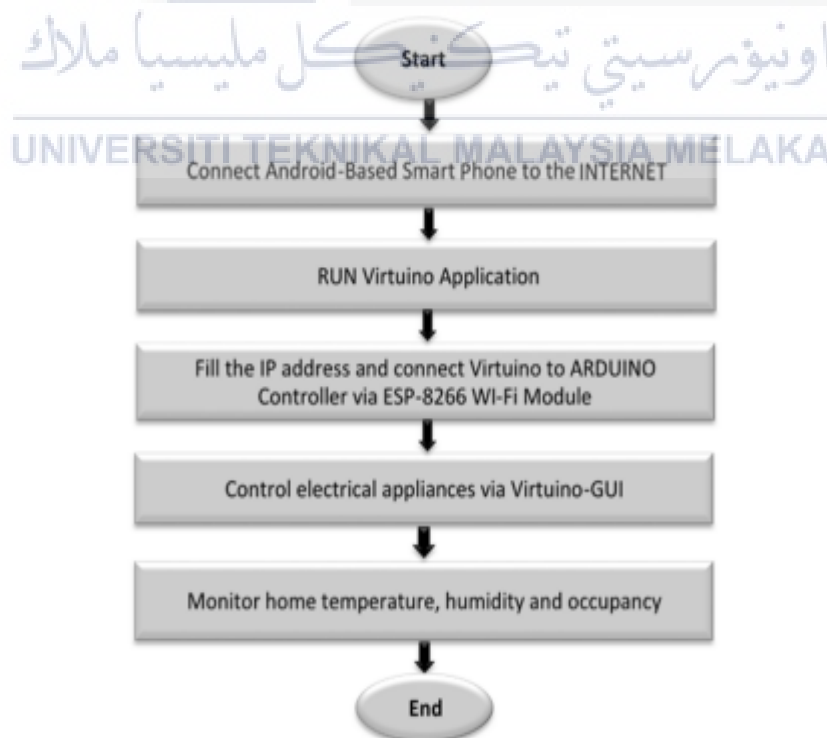 اونيۏرسيتي تيكنيكل مليسيا ملاك
Start
UNIVERSITI TEKNIKAL MALAYSIA MELAKA
Connect Android-Based Smart Phone to the INTERNET
RUN Virtuino Application
Fill the IP address and connect Virtuino to ARDUINO
Controller via ESP-8266 WI-Fi Module
Control electrical appliances via Virtuino-GUI
Monitor home temperature, humidity and occupancy
End